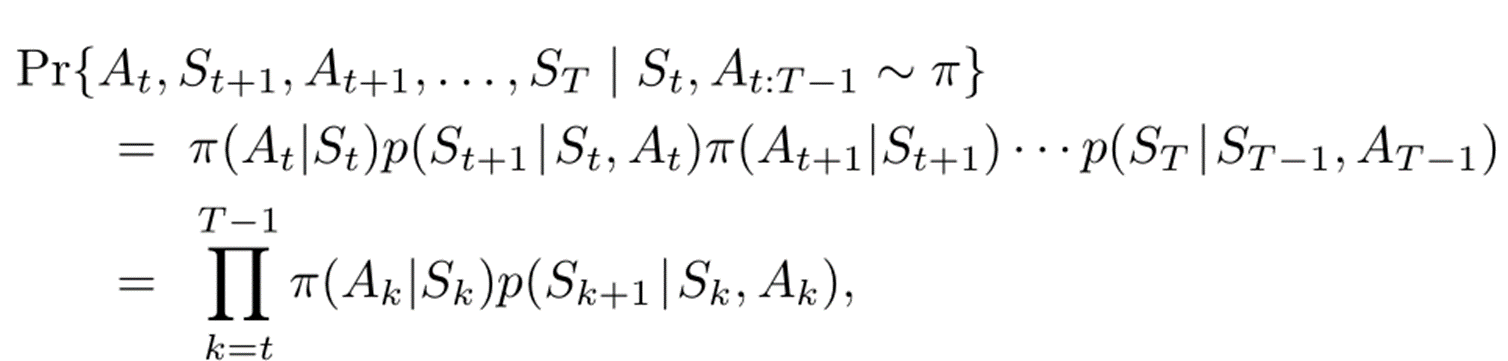 Pr{A_t, S_{t+1}, A_{t+1}, . . . , S_T | S_t, A_{t:T−1} ∼ π}
= π(A_t|S_t)p(S_{t+1} | S_t, A_t)π(A_{t+1}|S_{t+1}) · · · p(S_T | S_{T−1}, A_{T−1})
= ∏_{k=t}^{T−1} π(A_k|S_k)p(S_{k+1} | S_k, A_k),